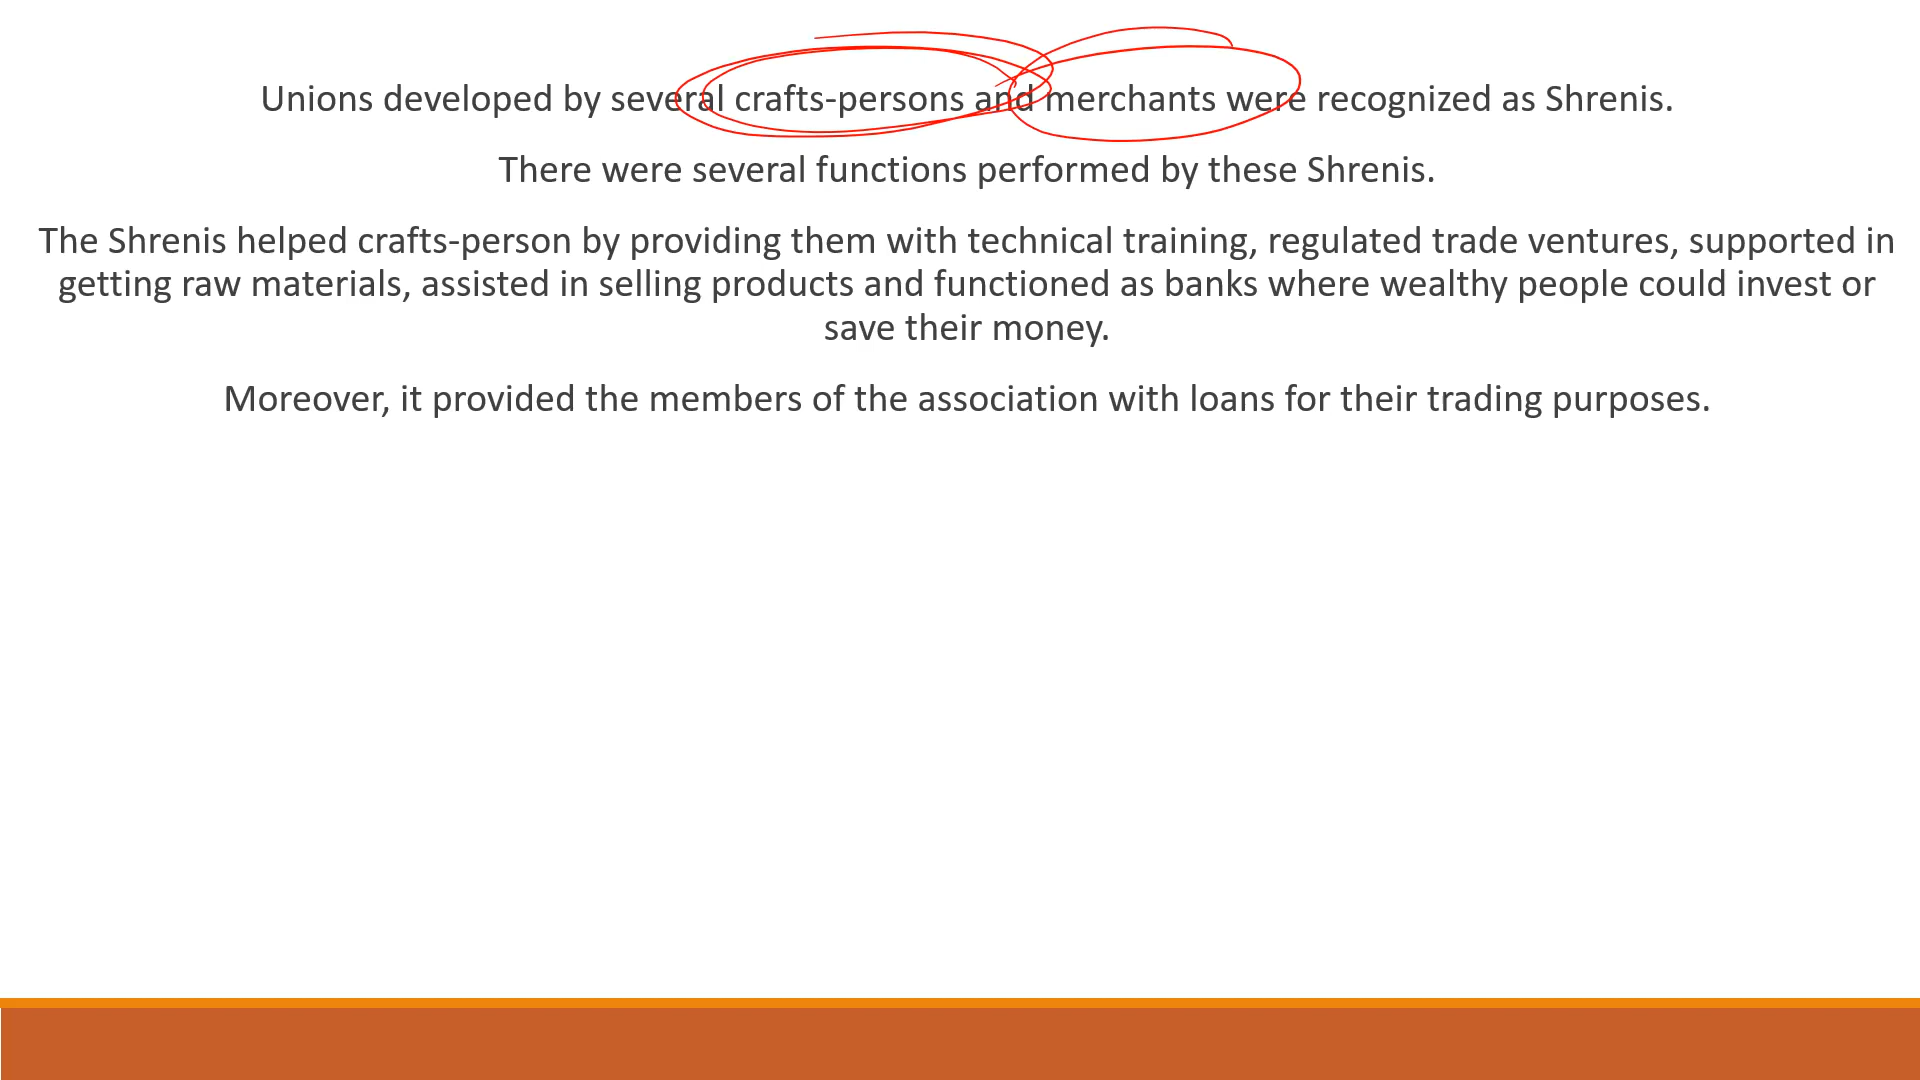 Unions developed by several crafts-persons and merchants were recognized as Shrenis.
There were several functions performed by these Shrenis.
The Shrenis helped crafts-person by providing them with technical training, regulated trade ventures, supported in
getting raw materials, assisted in selling products and functioned as banks where wealthy people could invest or
save their money.
Moreover, it provided the members of the association with loans for their trading purposes.